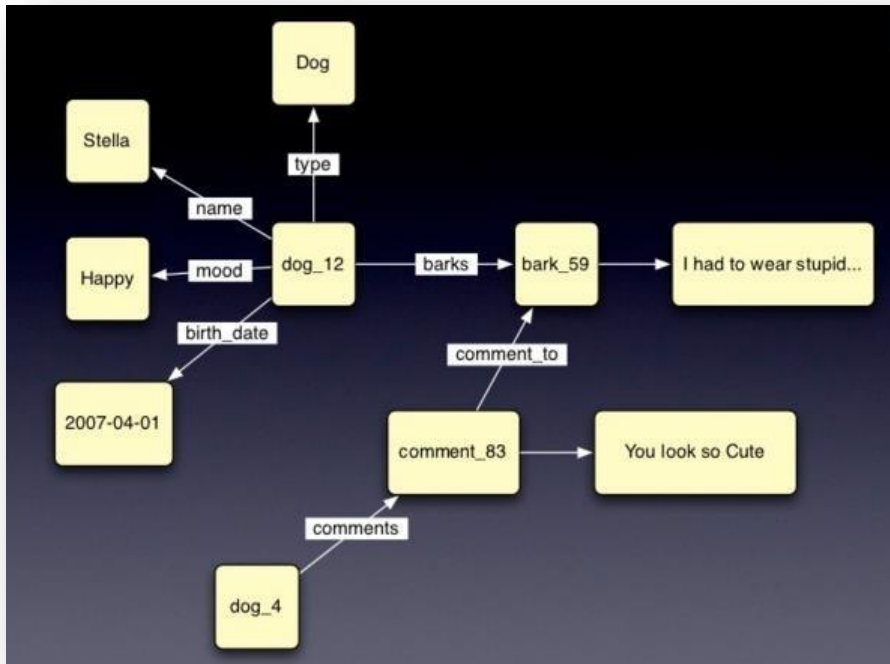 Dog
Stella
type
name
Happy
mood
dog_12
barks
bark_59
I had to wear stupid...
birth_date
comment_to
2007-04-01
comment_83
You look so Cute
comments
dog_4